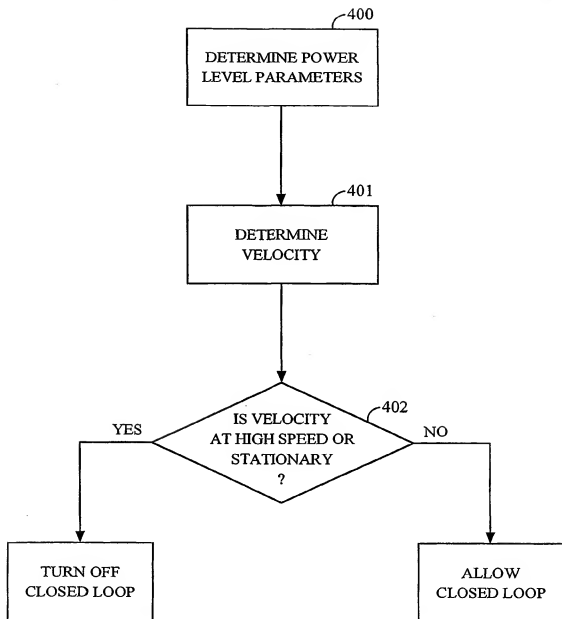 400
DETERMINE POWER
LEVEL PARAMETERS
401
DETERMINE
VELOCITY
402
IS VELOCITY
AT HIGH SPEED OR
STATIONARY
?
YES
NO
TURN OFF
CLOSED LOOP
ALLOW
CLOSED LOOP